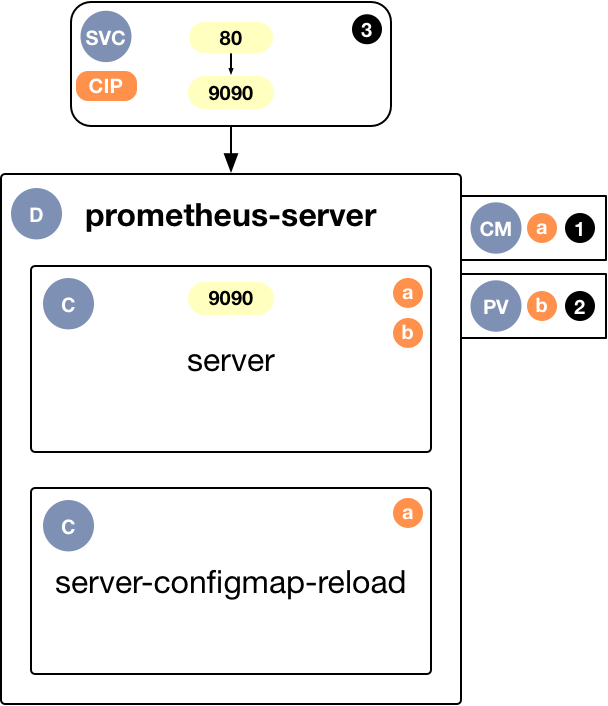 SVC 80 3
CIP 9090
D prometheus-server
CM a 1
PV b 2
C 9090 a
b
server
C a
server-configmap-reload